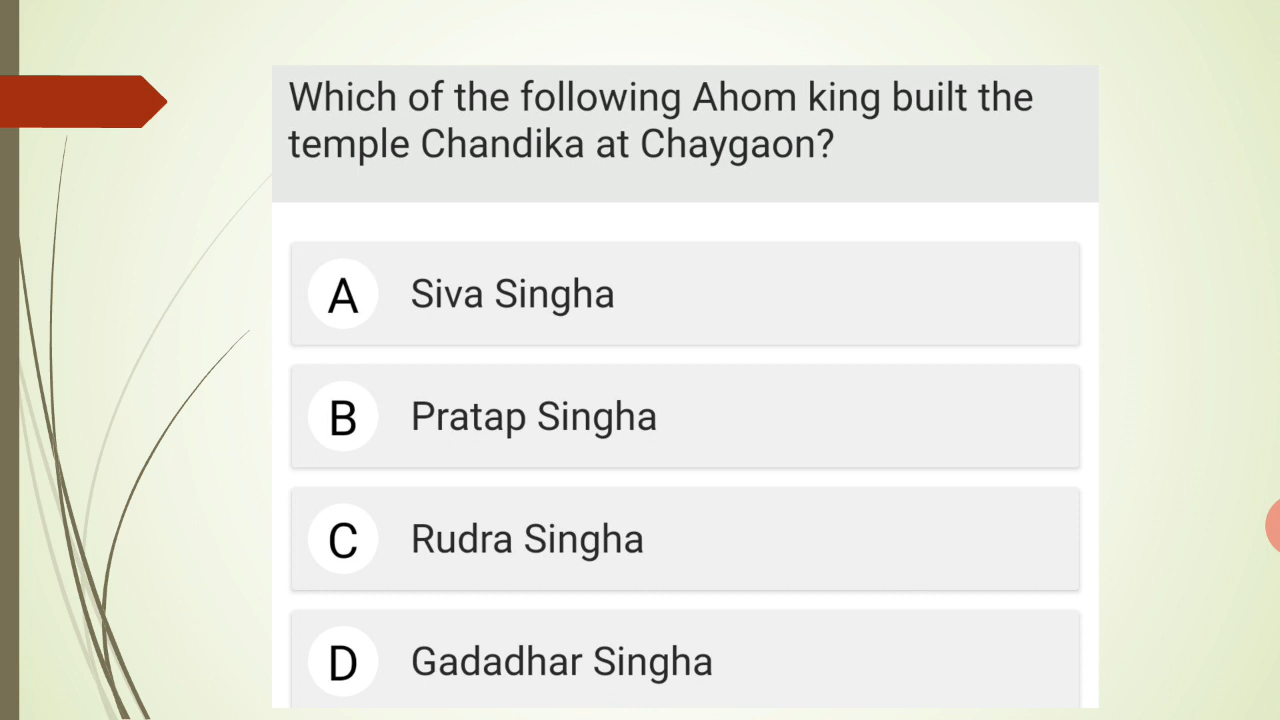 Which of the following Ahom king built the
temple Chandika at Chaygaon?
A Siva Singha
B Pratap Singha
C Rudra Singha
D Gadadhar Singha